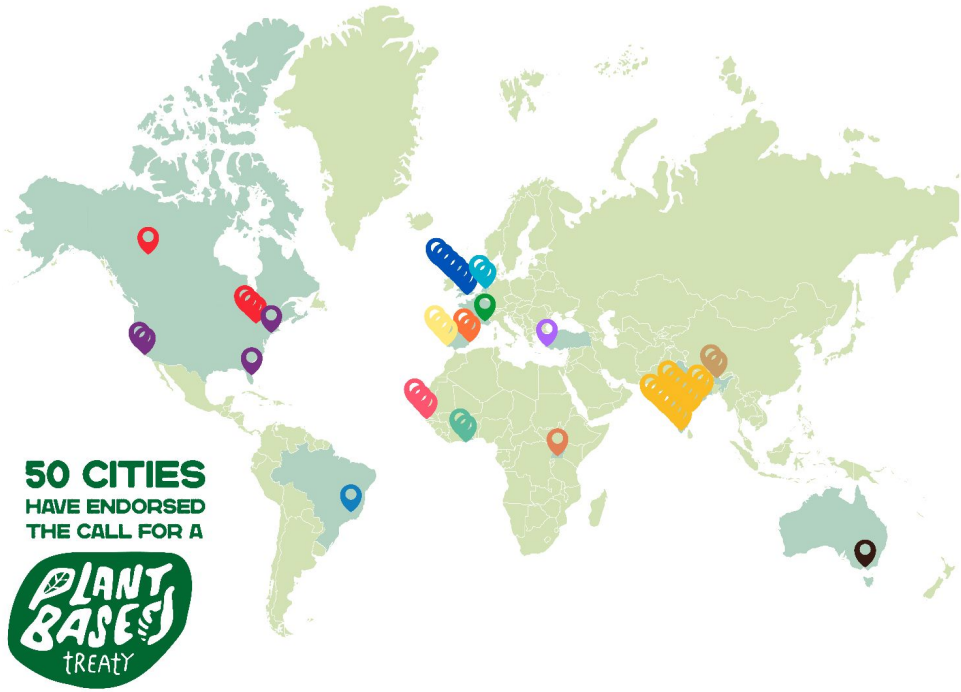 50 CITIES
HAVE ENDORSED
THE CALL FOR A
PLANT
BASED
tREAtY